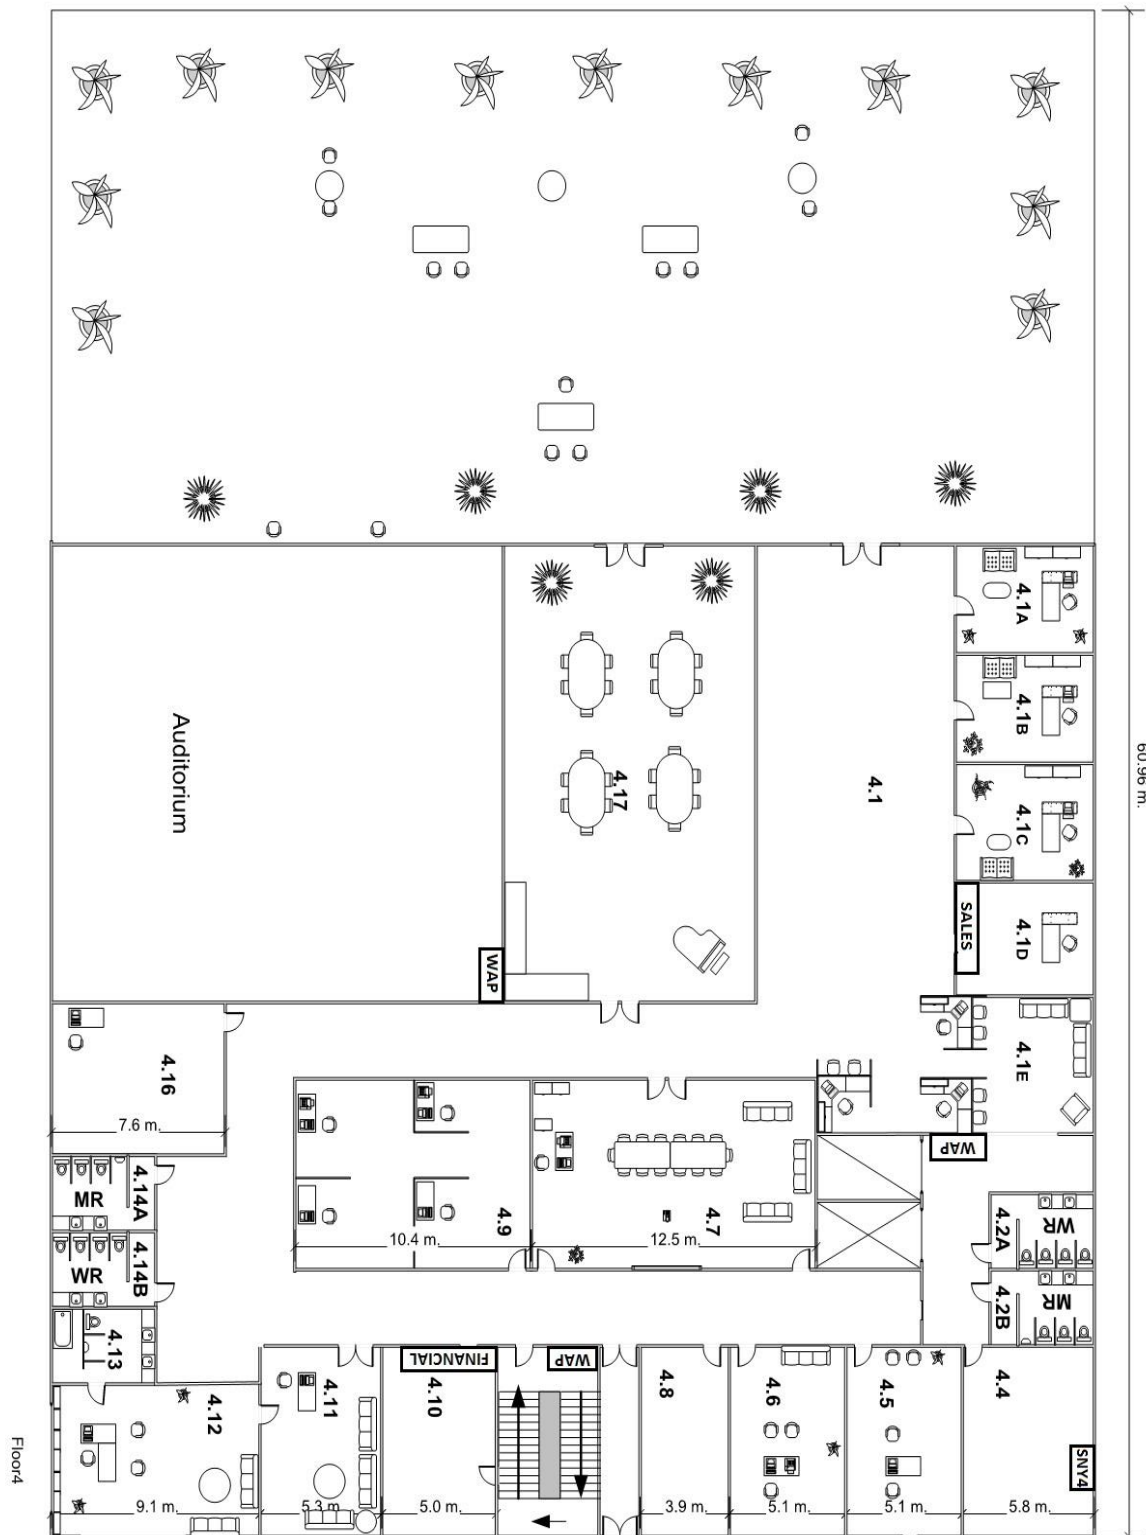 60.96 m.
4.1A
4.1B
Auditorium
4.17
4.1
4.1C
SALES
4.1D
WAP
4.16
4.1E
7.6 m.
WAP
MR
4.14A
4.9
4.7
4.2A
WR
10.4 m.
12.5 m.
WR
4.14B
4.2B
MR
4.13
FINANCIAL
WAP
4.12
4.11
4.10
4.8
4.6
4.5
4.4
SNY4
Floor4
9.1 m.
5.3 m.
5.0 m.
3.9 m.
5.1 m.
5.1 m.
5.8 m.